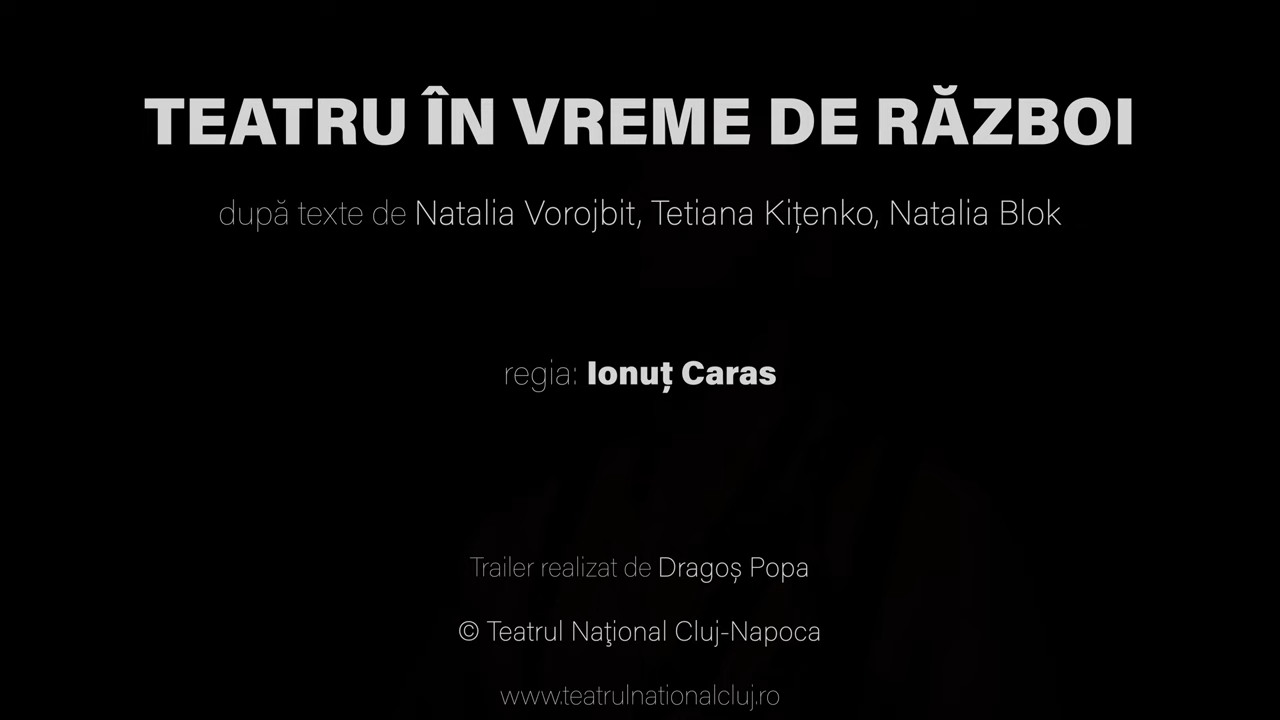 TEATRU ÎN VREME DE RĂZBOI
după texte de Natalia Vorojbit, Tetiana Kițenko, Natalia Blok
regia: Ionuț Caras
Trailer realizat de Dragoș Popa
© Teatrul Naţional Cluj-Napoca
www.teatrulnationalcluj.ro